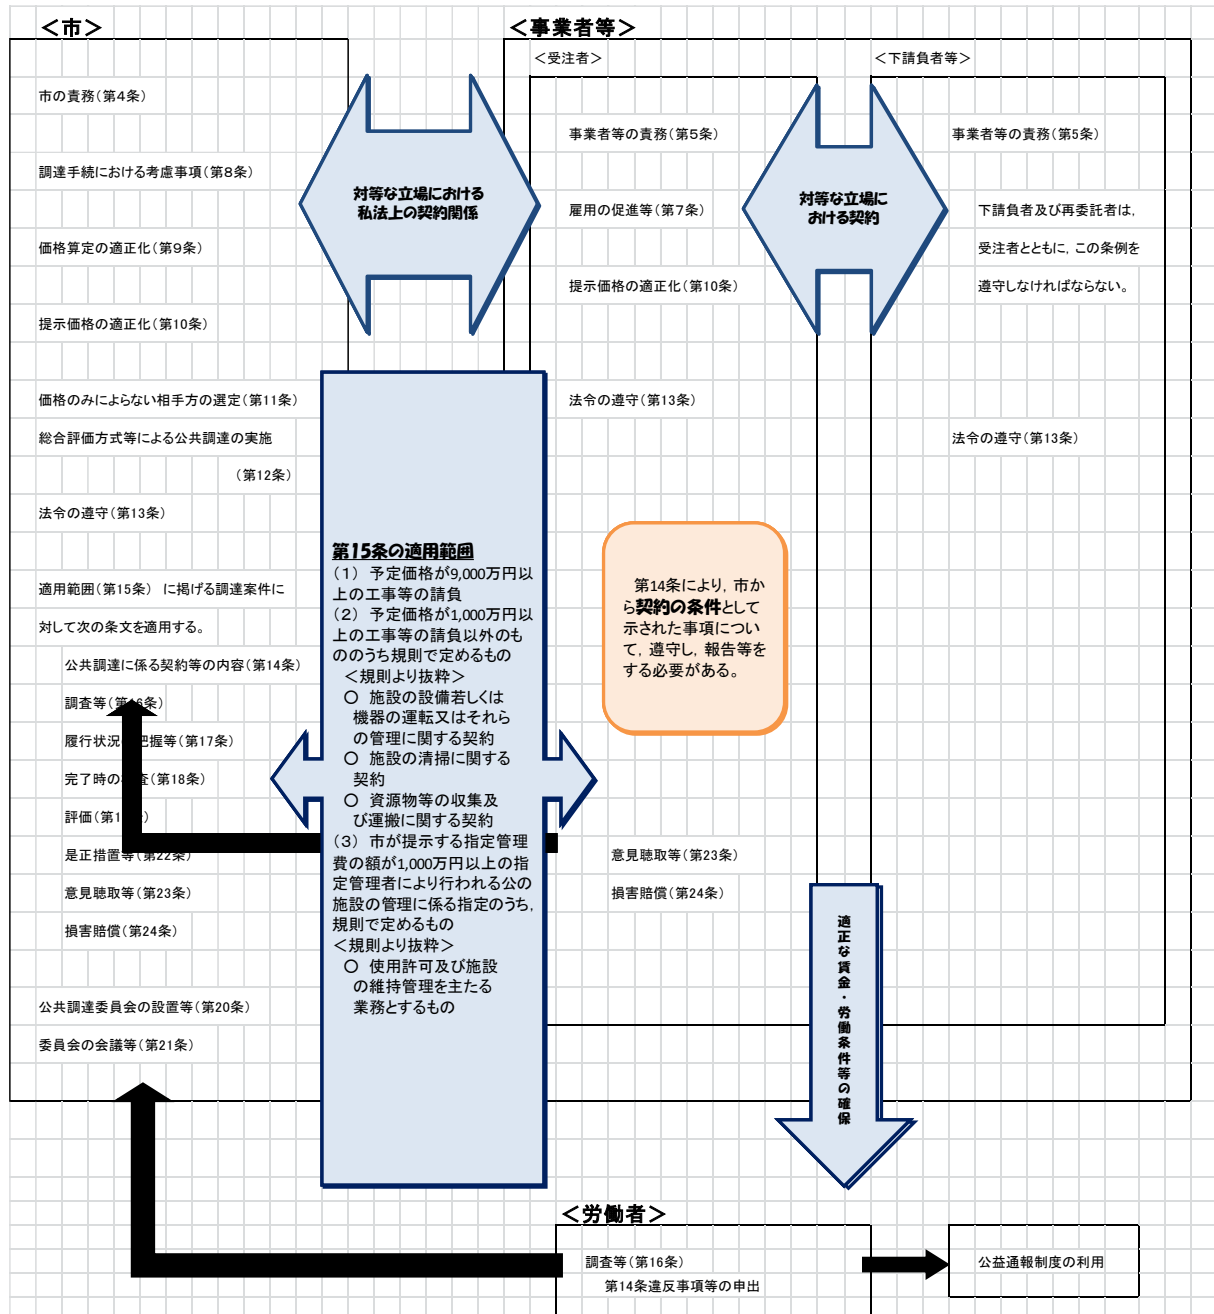 ＜市＞
市の責務（第4条）
調達手続における考慮事項（第8条）
価格算定の適正化（第9条）
提示価格の適正化（第10条）
価格のみによらない相手方の選定（第11条）
総合評価方式等による公共調達の実施
（第12条）
法令の遵守（第13条）
適用範囲（第15条） に掲げる調達案件に
対して次の条文を適用する。
公共調達に係る契約等の内容（第14条）
調査等（第16条）
履行状況の把握等（第17条）
完了時の　査（第18条）
評価（第1
是正措置等（第22条）
意見聴取等（第23条）
損害賠償（第24条）
公共調達委員会の設置等（第20条）
委員会の会議等（第21条）
対等な立場における
私法上の契約関係
第15条の適用範囲
（1） 予定価格が9,000万円以
上の工事等の請負
（2） 予定価格が1,000万円以
上の工事等の請負以外のも
ののうち規則で定めるもの
＜規則より抜粋＞
○ 施設の設備若しくは
機器の運転又はそれら
の管理に関する契約
○ 施設の清掃に関する
契約
○ 資源物等の収集及
び運搬に関する契約
（3） 市が提示する指定管理
費の額が1,000万円以上の指
定管理者により行われる公の
施設の管理に係る指定のうち,
規則で定めるもの
＜規則より抜粋＞
○ 使用許可及び施設
の維持管理を主たる
業務とするもの
＜事業者等＞
＜受注者＞
事業者等の責務（第5条）
雇用の促進等（第7条）
提示価格の適正化（第10条）
法令の遵守（第13条）
第14条により, 市か
ら契約の条件として
示された事項につい
て, 遵守し, 報告等を
する必要がある。
意見聴取等（第23条）
損害賠償（第24条）
対等な立場に
おける契約
＜下請負者等＞
事業者等の責務（第5条）
下請負者及び再委託者は,
受注者とともに, この条例を
遵守しなければならない。
法令の遵守（第13条）
適正な賃金・労働条件等の確保
＜労働者＞
調査等（第16条）
第14条違反事項等の申出
公益通報制度の利用